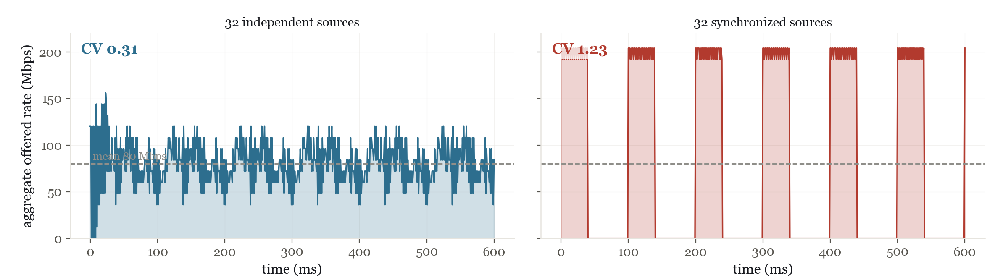 32 independent sources
CV 0.31
mean 80 Mbps
aggregate offered rate (Mbps)
200
150
100
50
0
0 100 200 300 400 500 600
time (ms)
32 synchronized sources
CV 1.23
0 100 200 300 400 500 600
time (ms)